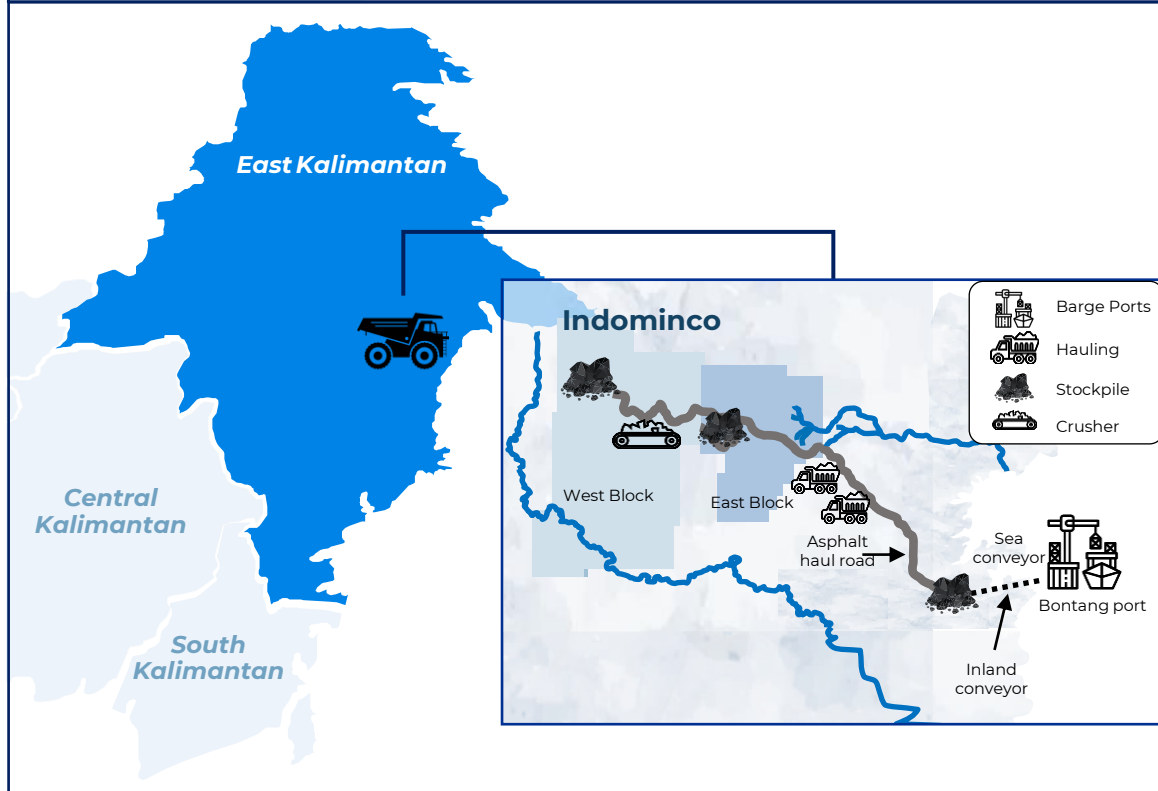 East Kalimantan
Central
Kalimantan
South
Kalimantan
Indominco
Barge Ports
Hauling
Stockpile
Crusher
West Block
East Block
Asphalt
haul road
Sea
conveyor
Bontang port
Inland
conveyor